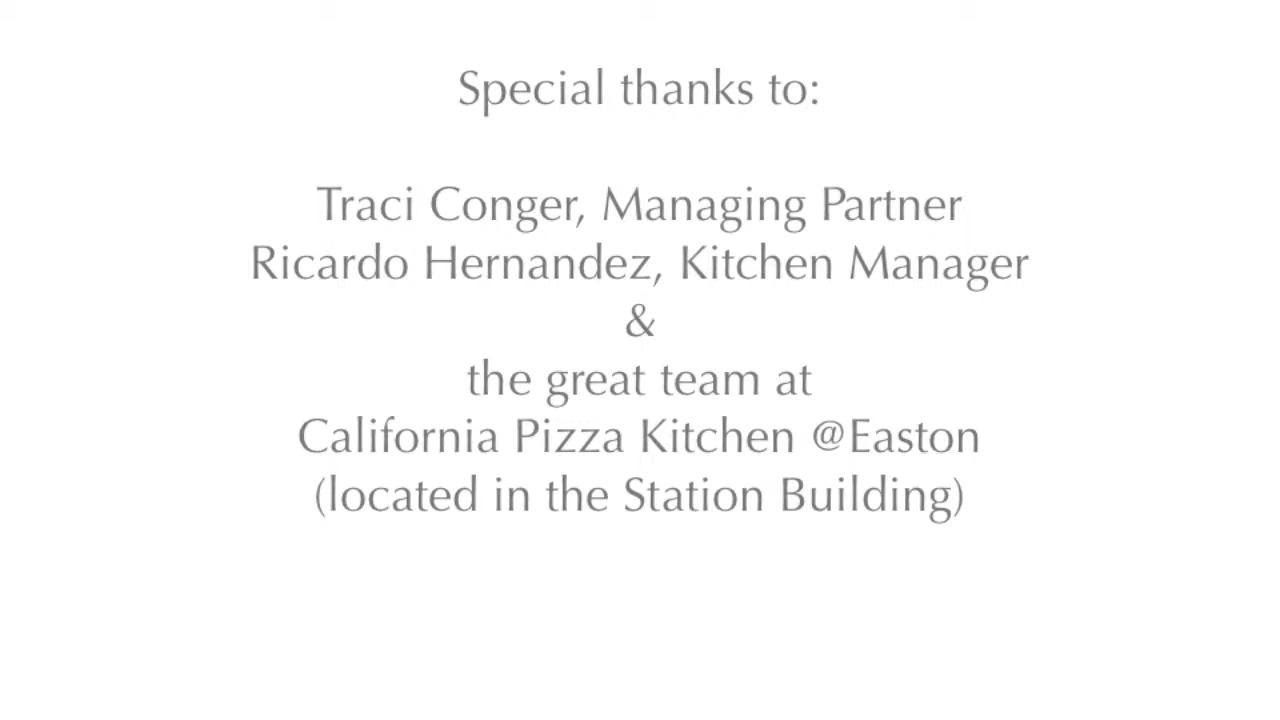 Special thanks to:
Traci Conger, Managing Partner
Ricardo Hernandez, Kitchen Manager
&
the great team at
California Pizza Kitchen @Easton
(located in the Station Building)